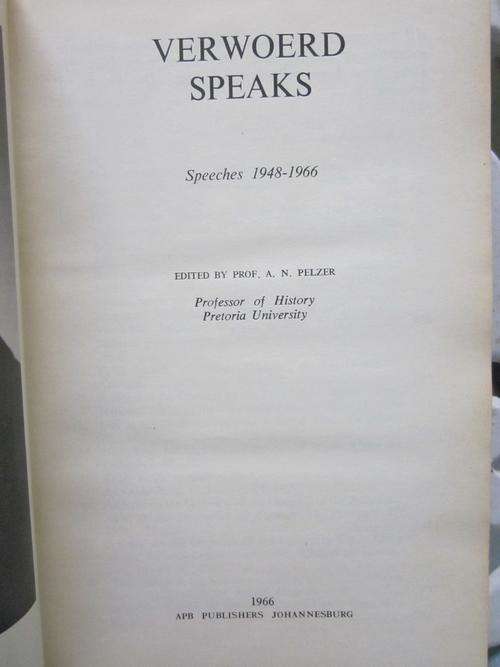 VERWOERD
SPEAKS
Speeches 1948-1966
EDITED BY PROF. A. N. PELZER
Professor of History
Pretoria University
1966
APB PUBLISHERS JOHANNESBURG